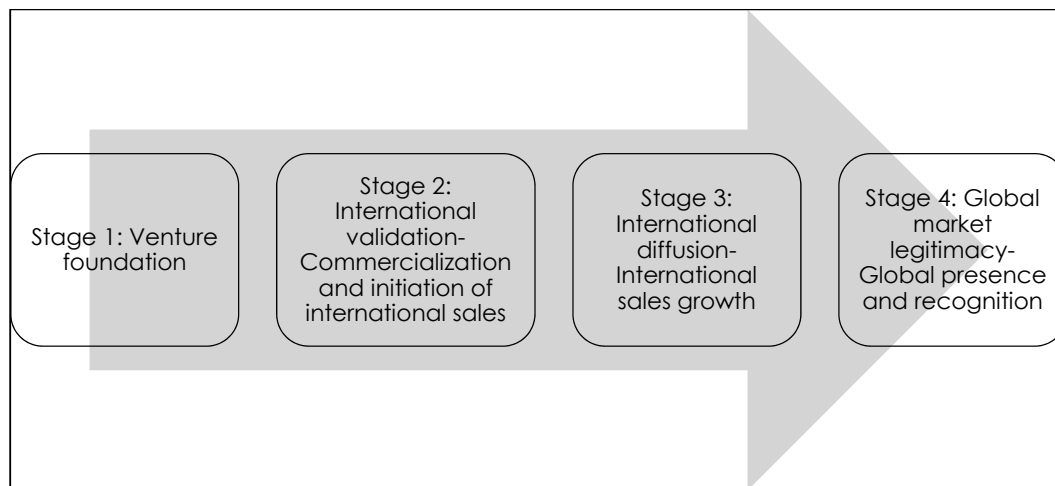 Stage 1: Venture
foundation
Stage 2:
International
validation-
Commercialization
and initiation of
international sales
Stage 3:
International
diffusion-
International
sales growth
Stage 4: Global
market
legitimacy-
Global presence
and recognition